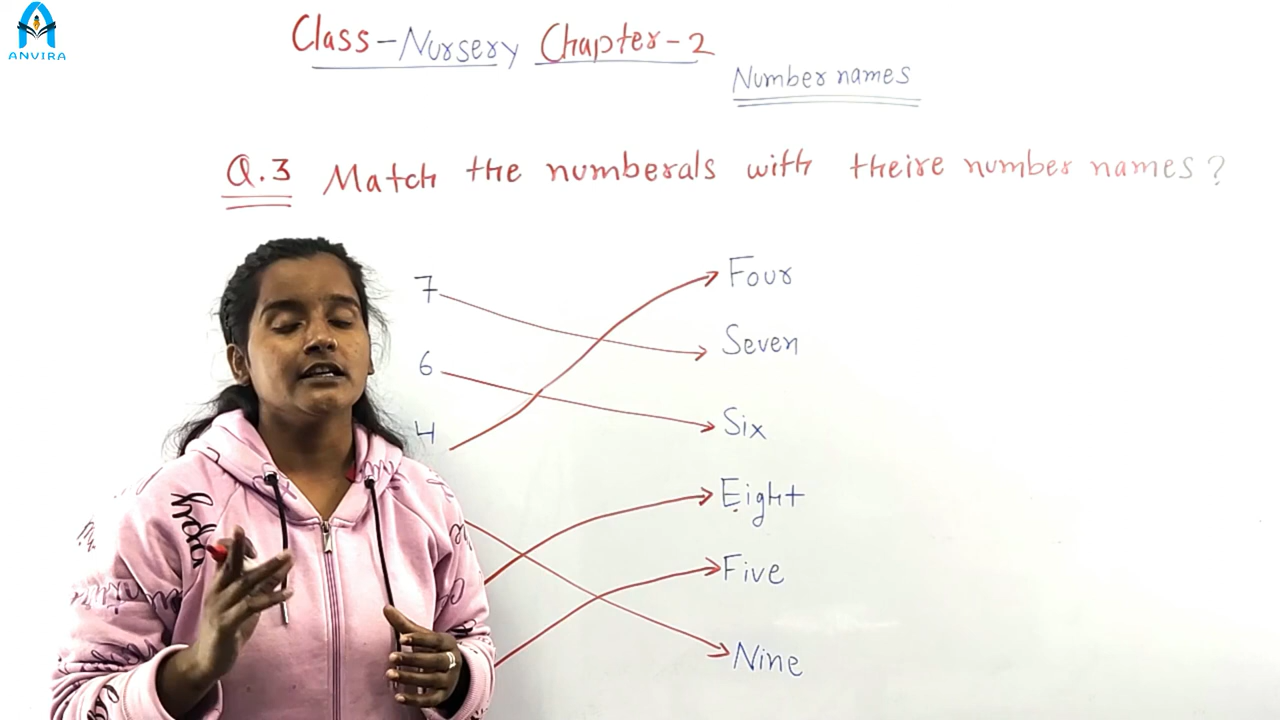 ANVIRA
Class-Nursery Chapter-2
Number names
Q.3 Match the numberals with theire number names?
7 Four
6 Seven
4 Six
Eight
Five
Nine